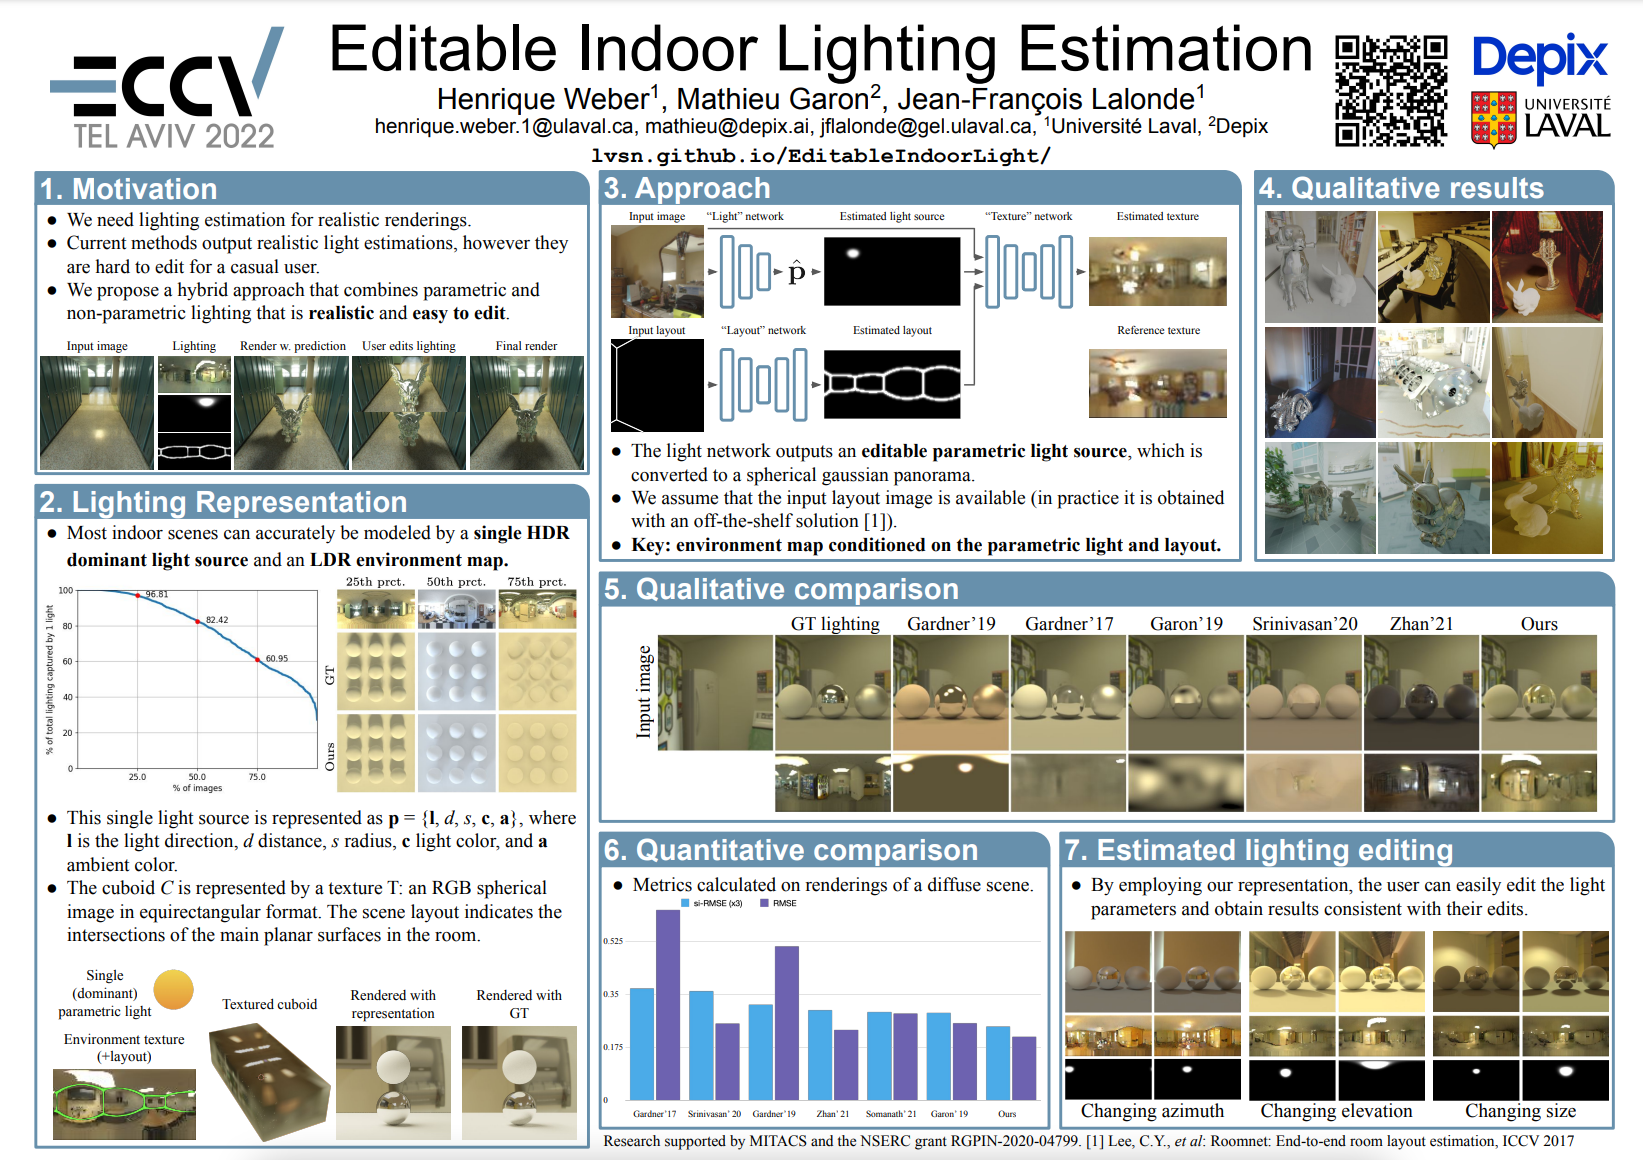 ECCV
TEL AVIV 2022
Editable Indoor Lighting Estimation
Henrique Weber¹, Mathieu Garon², Jean-François Lalonde¹
henrique.weber.1@ulaval.ca, mathieu@depix.ai, jflalonde@gel.ulaval.ca, ¹Université Laval, ²Depix
lvsn.github.io/EditableIndoorLight/
Depix
UNIVERSITÉ
LAVAL
1. Motivation
● We need lighting estimation for realistic renderings.
● Current methods output realistic light estimations, however they
are hard to edit for a casual user.
● We propose a hybrid approach that combines parametric and
non-parametric lighting that is realistic and easy to edit.
Input image Lighting Render w. prediction User edits lighting Final render
2. Lighting Representation
● Most indoor scenes can accurately be modeled by a single HDR
dominant light source and an LDR environment map.
% of total lighting captured by 1 light
100
80
60
40
20
0
96.81
82.42
60.95
25.0 50.0 75.0
% of images
25th prct. 50th prct. 75th prct.
GT
Ours
● This single light source is represented as p = {l, d, s, c, a}, where
l is the light direction, d distance, s radius, c light color, and a
ambient color.
● The cuboid C is represented by a texture T: an RGB spherical
image in equirectangular format. The scene layout indicates the
intersections of the main planar surfaces in the room.
Single
(dominant)
parametric light
Environment texture
(+layout)
Textured cuboid
Rendered with
representation
Rendered with
GT
3. Approach
Input image “Light” network Estimated light source “Texture” network Estimated texture
p̂
Input layout “Layout” network Estimated layout Reference texture
● The light network outputs an editable parametric light source, which is
converted to a spherical gaussian panorama.
● We assume that the input layout image is available (in practice it is obtained
with an off-the-shelf solution [1]).
● Key: environment map conditioned on the parametric light and layout.
4. Qualitative results
5. Qualitative comparison
GT lighting Gardner’19 Gardner’17 Garon’19 Srinivasan’20 Zhan’21 Ours
Input image
6. Quantitative comparison
● Metrics calculated on renderings of a diffuse scene.
si-RMSE (x3) RMSE
0.525
0.35
0.175
0
Gardner’17 Srinivasan’ 20 Gardner’19 Zhan’ 21 Somanath’ 21 Garon’ 19 Ours
7. Estimated lighting editing
● By employing our representation, the user can easily edit the light
parameters and obtain results consistent with their edits.
Changing azimuth Changing elevation Changing size
Research supported by MITACS and the NSERC grant RGPIN-2020-04799. [1] Lee, C.Y., et al: Roomnet: End-to-end room layout estimation, ICCV 2017